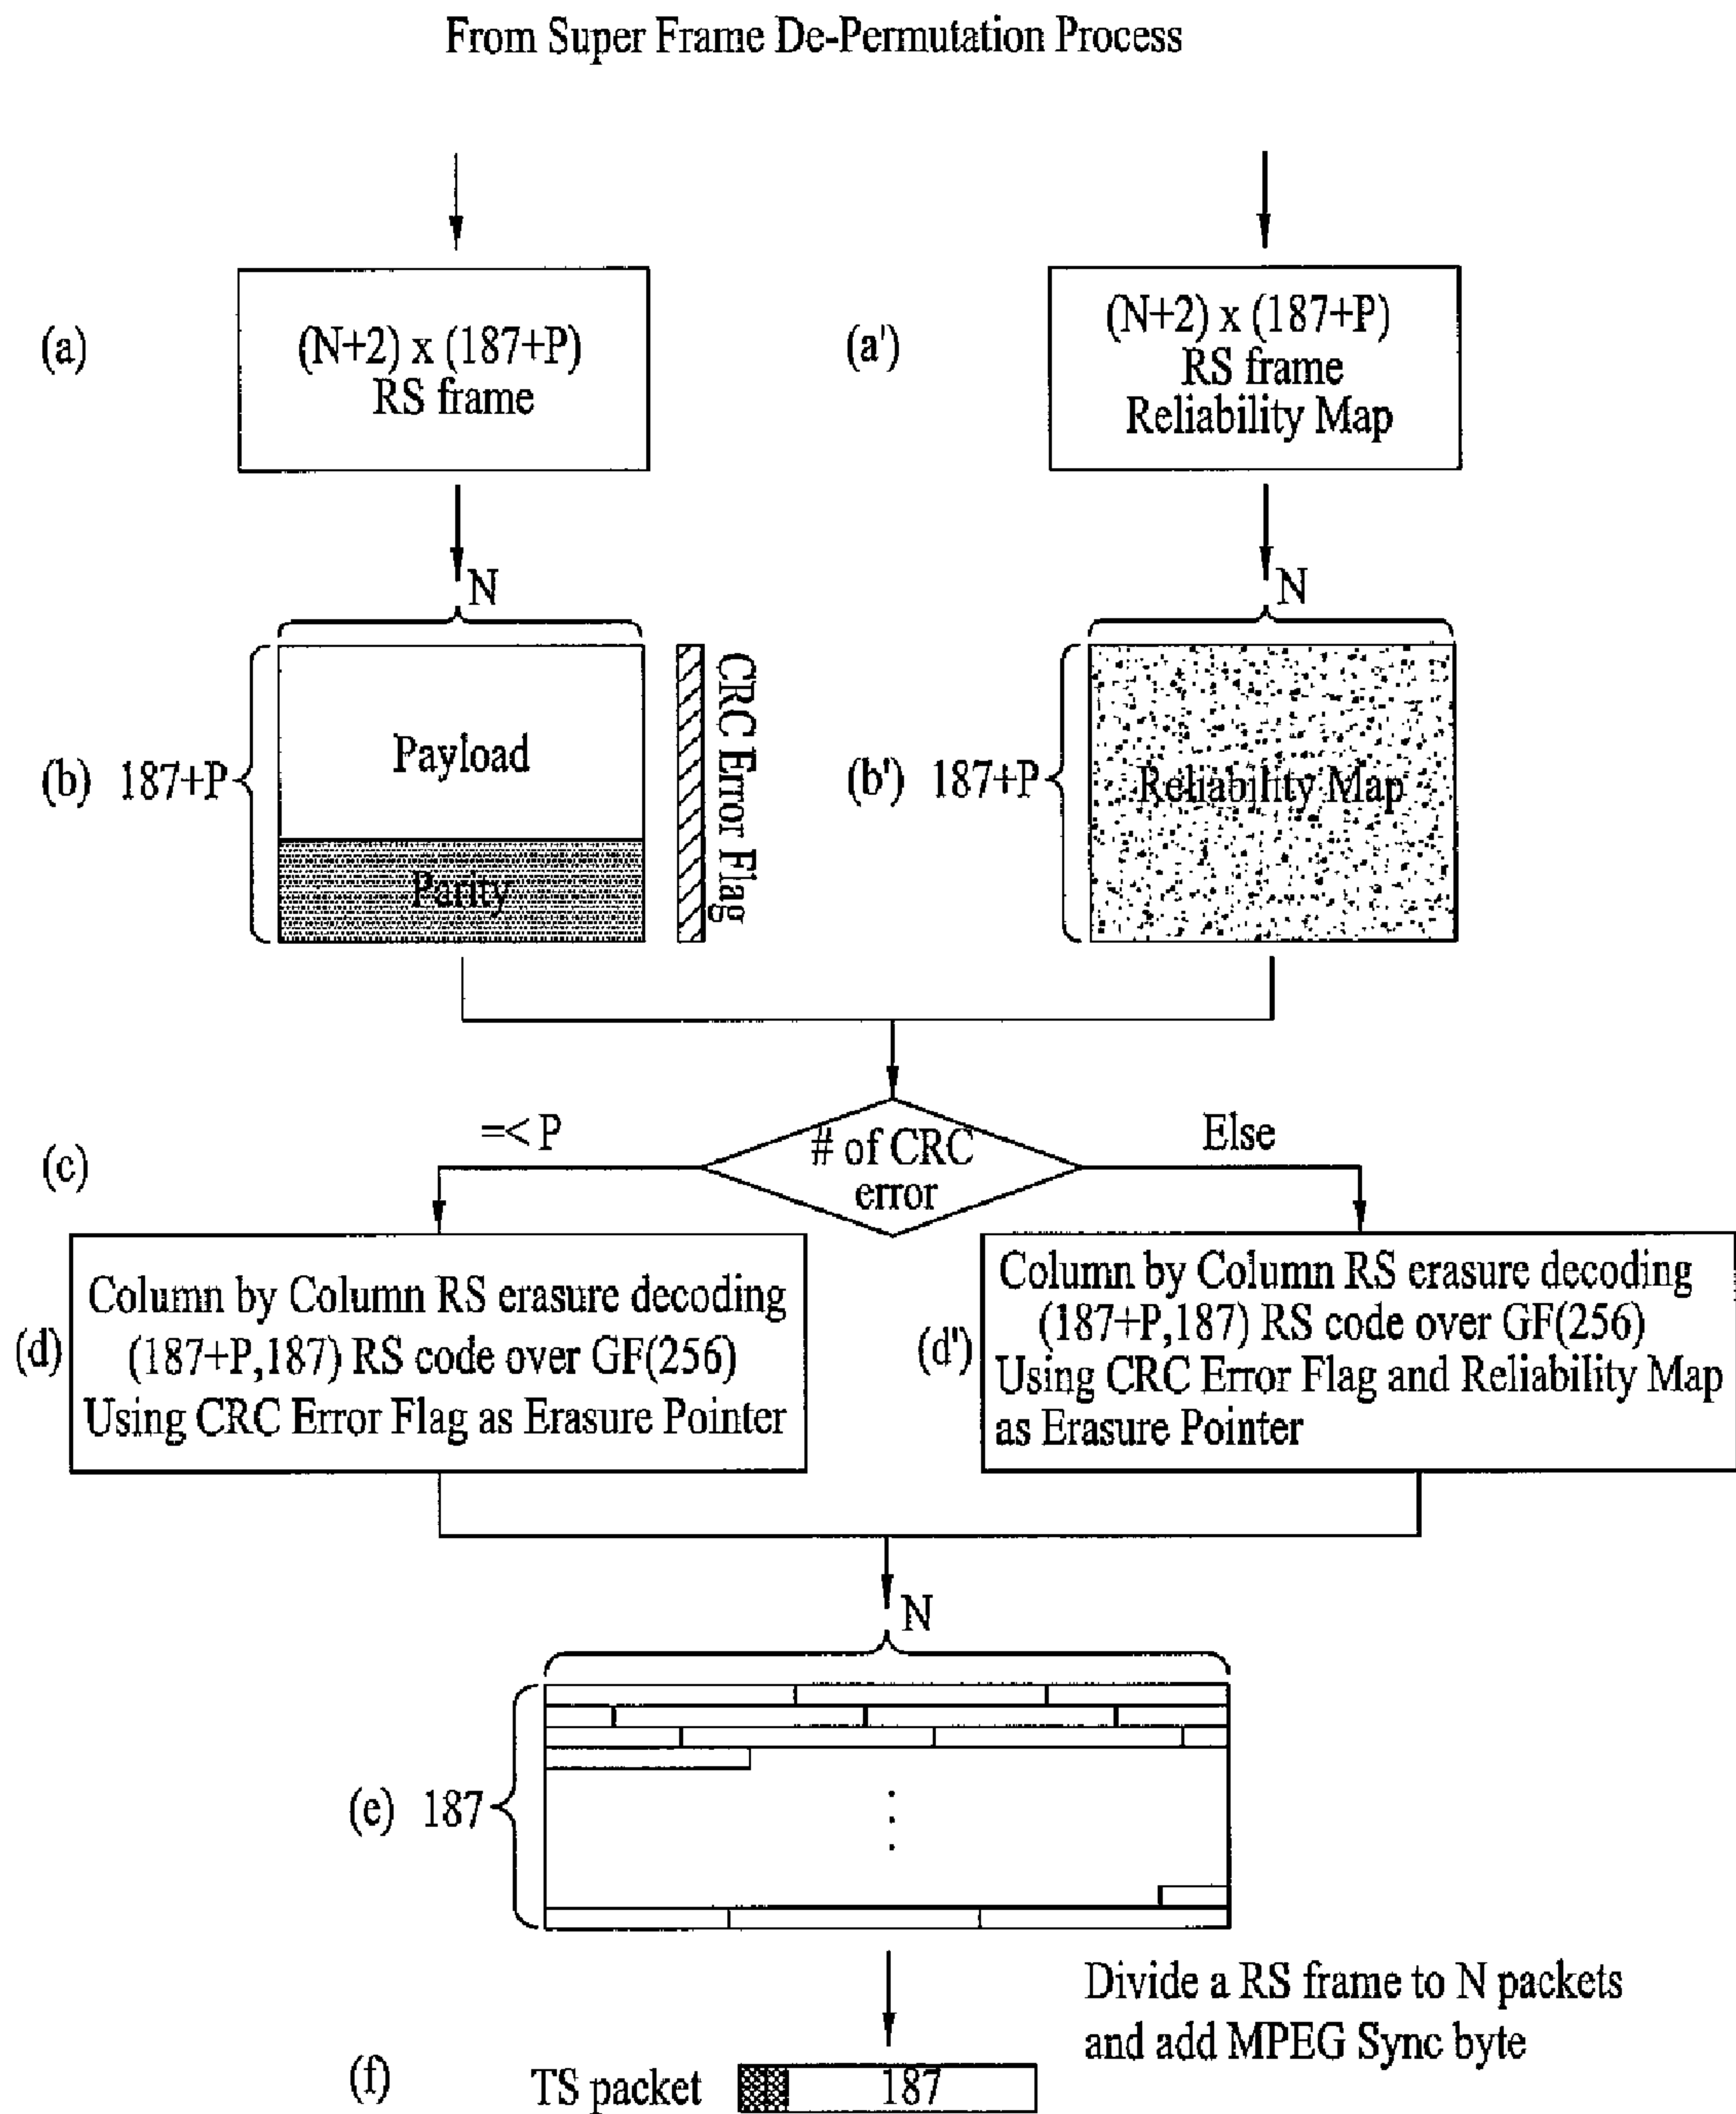 From Super Frame De-Permutation Process
(a)
(N+2) x (187+P)
RS frame
(a')
(N+2) x (187+P)
RS frame
Reliability Map
N
N
(b) 187+P
Payload
Parity
CRC Error Flag
(b') 187+P
Reliability Map
(c)
=< P
# of CRC
error
Else
(d)
Column by Column RS erasure decoding
(187+P,187) RS code over GF(256)
Using CRC Error Flag as Erasure Pointer
(d')
Column by Column RS erasure decoding
(187+P,187) RS code over GF(256)
Using CRC Error Flag and Reliability Map
as Erasure Pointer
N
(e) 187
Divide a RS frame to N packets
and add MPEG Sync byte
(f)
TS packet
187